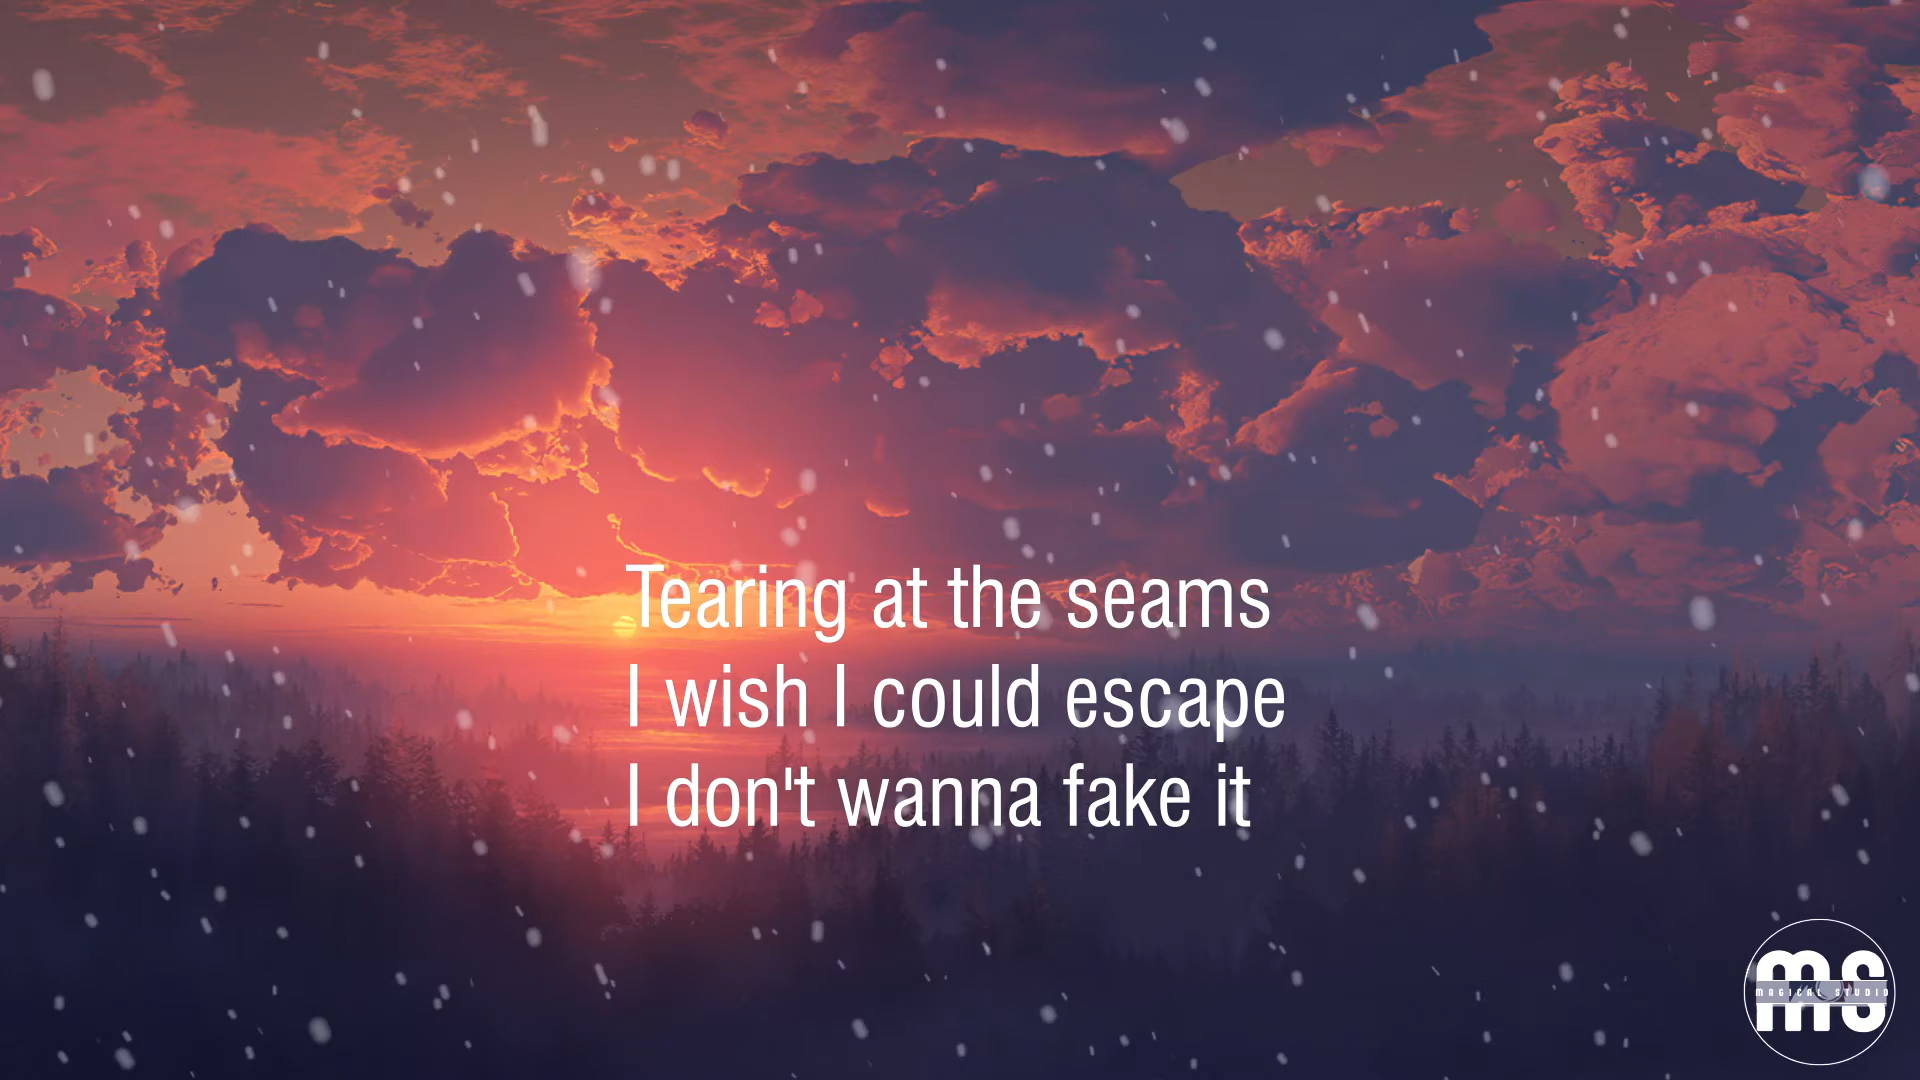 Tearing at the seams
I wish I could escape
I don't wanna fake it
MS
MAGICAL STUDIO